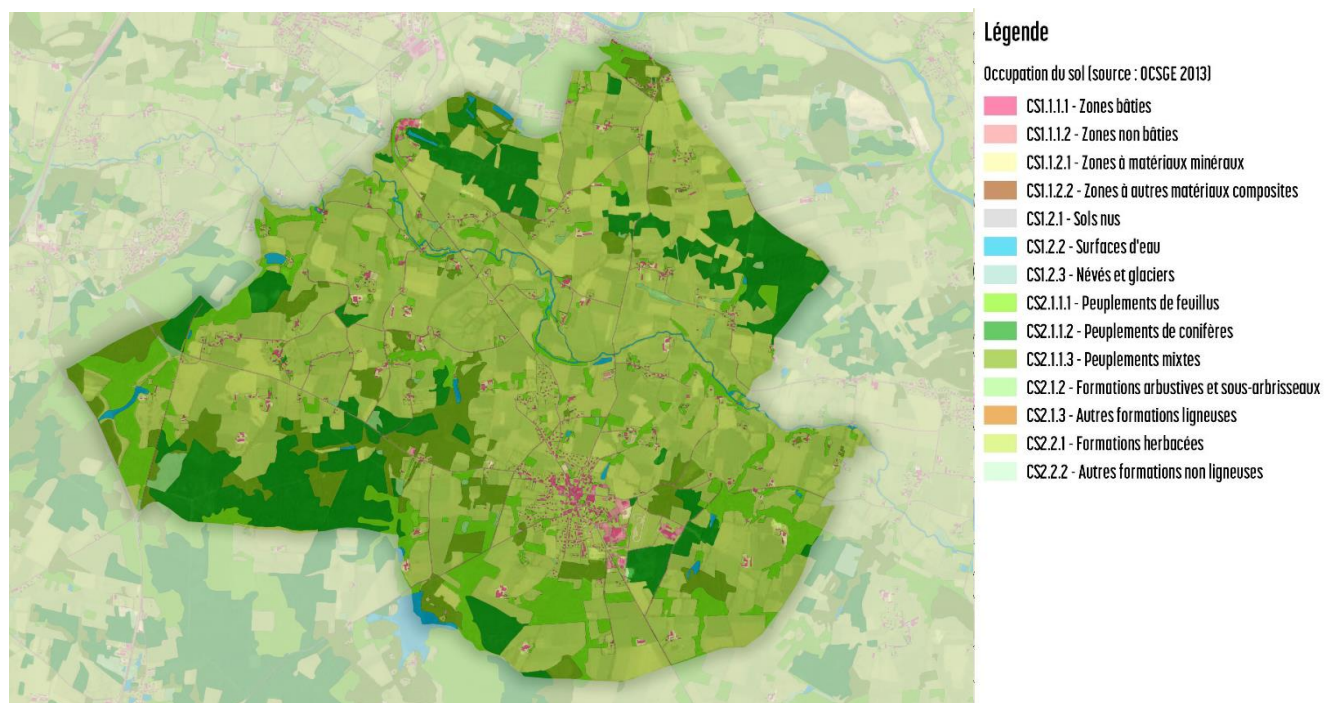 Légende
Occupation du sol (source : OCSGE 2013)
CS1.1.1.1 - Zones bâties
CS1.1.1.2 - Zones non bâties
CS1.1.2.1 - Zones à matériaux minéraux
CS1.1.2.2 - Zones à autres matériaux composites
CS1.2.1 - Sols nus
CS1.2.2 - Surfaces d'eau
CS1.2.3 - Névés et glaciers
CS2.1.1.1 - Peuplements de feuillus
CS2.1.1.2 - Peuplements de conifères
CS2.1.1.3 - Peuplements mixtes
CS2.1.2 - Formations arbustives et sous-arbrisseaux
CS2.1.3 - Autres formations ligneuses
CS2.2.1 - Formations herbacées
CS2.2.2 - Autres formations non ligneuses